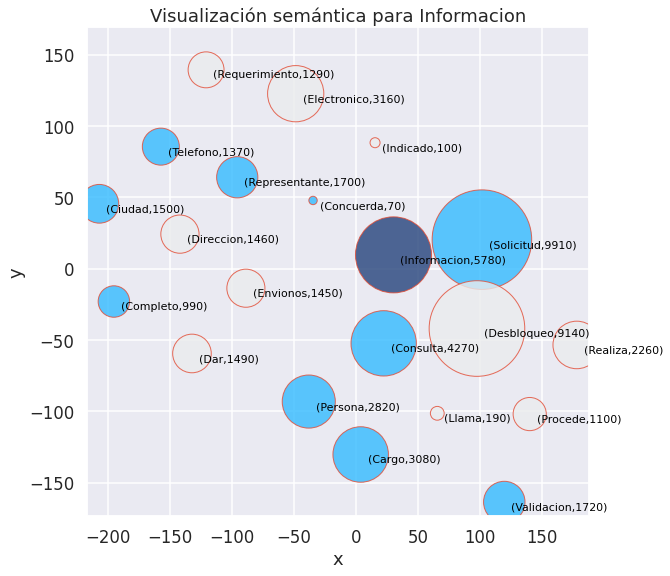 Visualización semántica para Informacion
150
(Requerimiento,1290)
(Electronico,3160)
100
(Indicado,100)
(Telefono,1370)
(Representante,1700)
50
(Ciudad,1500)
(Concuerda,70)
(Direccion,1460)
(Solicitud,9910)
y
0
(Informacion,5780)
(Envionos,1450)
(Completo,990)
−50
(Desbloqueo,9140)
(Consulta,4270)
(Realiza,2260)
(Dar,1490)
−100
(Persona,2820)
(Llama,190)
(Procede,1100)
(Cargo,3080)
−150
(Validacion,1720)
−200 −150 −100 −50 0 50 100 150
x